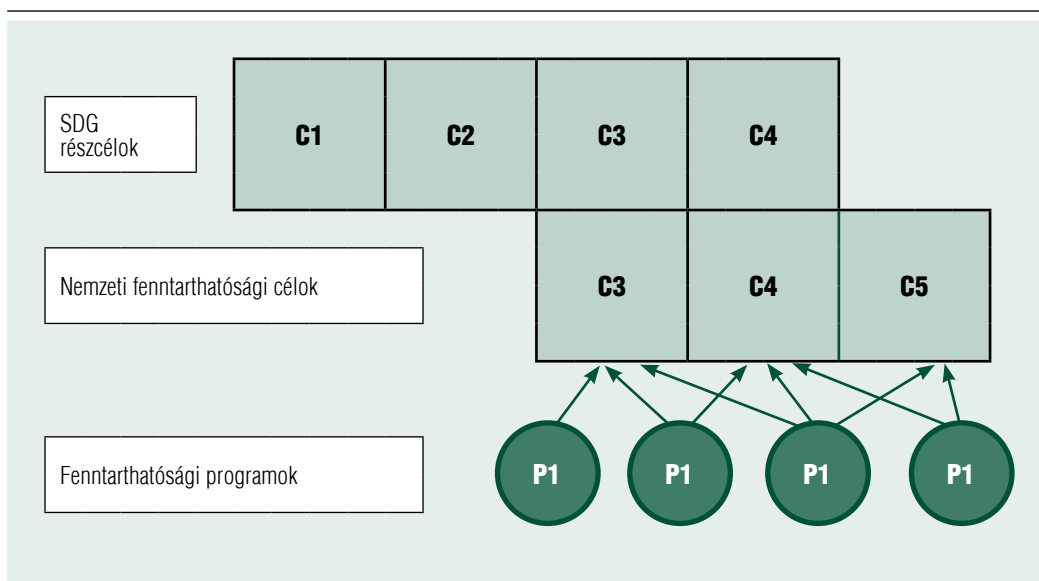 SDG
részcélok
C1 C2 C3 C4
Nemzeti fenntarthatósági célok
C3 C4 C5
Fenntarthatósági programok
P1 P1 P1 P1